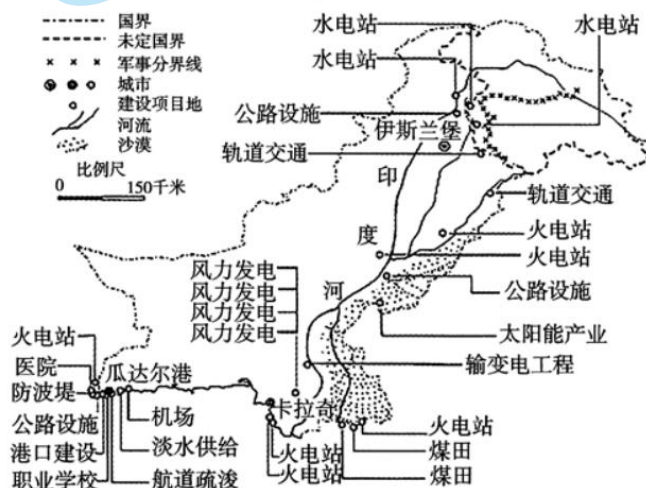 国界
未定国界
军事分界线
城市
建设项目地
河流
沙漠
比例尺
0 150千米
水电站
水电站
水电站
公路设施
伊斯兰堡
轨道交通
印
度
河
轨道交通
火电站
火电站
公路设施
太阳能产业
输变电工程
风力发电
风力发电
风力发电
风力发电
火电站
医院
瓜达尔港
防波堤
公路设施
港口建设
职业学校
机场
淡水供给
航道疏浚
卡拉奇
火电站
火电站
火电站
煤田
煤田